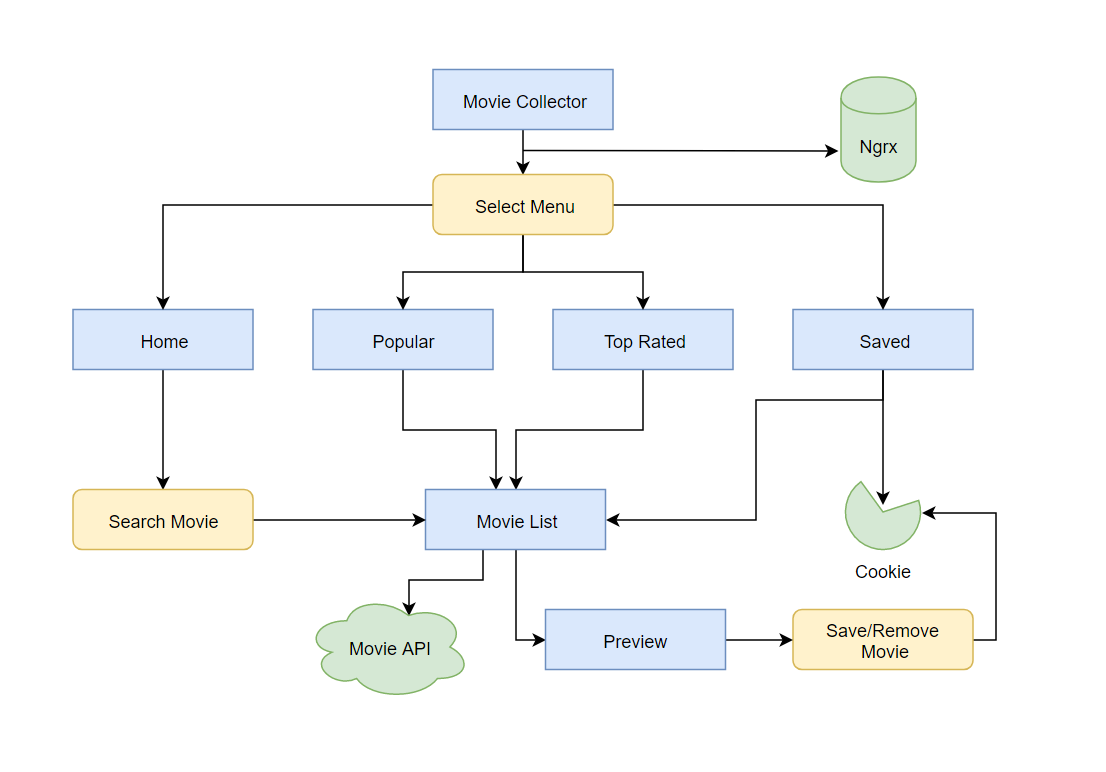 Movie Collector
Ngrx
Select Menu
Home
Popular
Top Rated
Saved
Search Movie
Movie List
Cookie
Movie API
Preview
Save/Remove
Movie